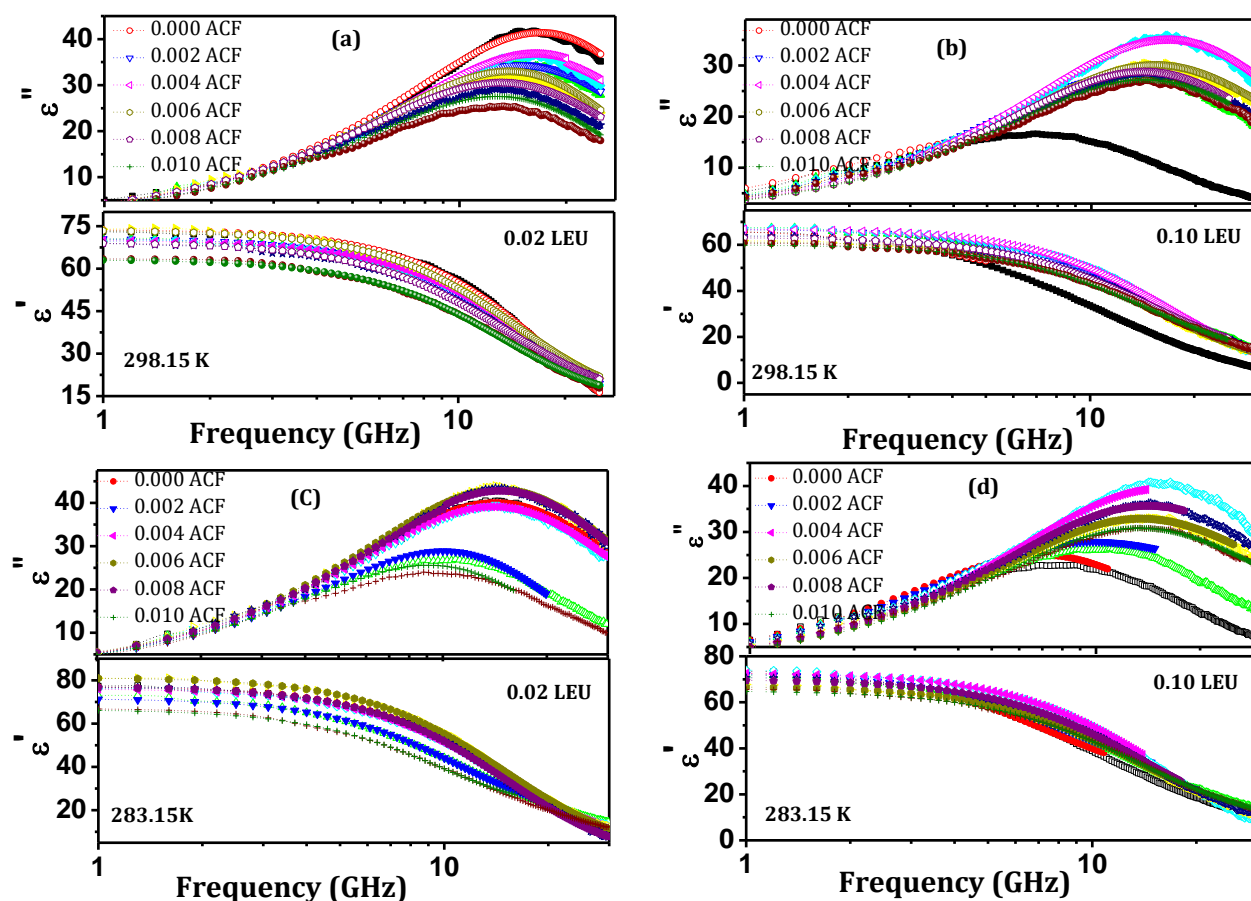 (a)
0.000 ACF
0.002 ACF
0.004 ACF
0.006 ACF
0.008 ACF
0.010 ACF
40
30
20
10
ε"
75
60
45
30
15
ε'
0.02 LEU
298.15 K
1
10
Frequency (GHz)
(b)
0.000 ACF
0.002 ACF
0.004 ACF
0.006 ACF
0.008 ACF
0.010 ACF
30
20
10
ε"
60
40
20
0
ε'
0.10 LEU
298.15 K
1
10
Frequency (GHz)
(C)
0.000 ACF
0.002 ACF
0.004 ACF
0.006 ACF
0.008 ACF
0.010 ACF
40
30
20
10
ε"
80
60
40
20
ε'
0.02 LEU
283.15K
1
10
Frequency (GHz)
(d)
0.000 ACF
0.002 ACF
0.004 ACF
0.006 ACF
0.008 ACF
0.010 ACF
40
30
20
10
ε"
80
60
40
20
0
ε'
0.10 LEU
283.15 K
1
10
Frequency (GHz)